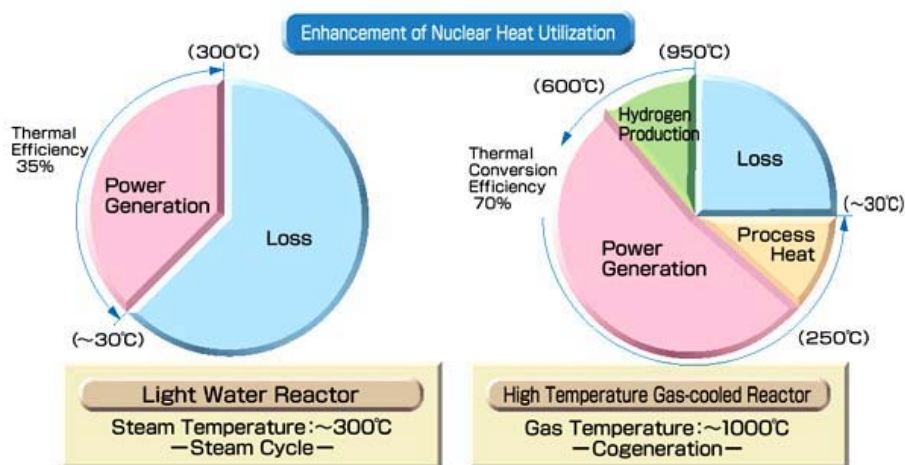 Enhancement of Nuclear Heat Utilization
(300℃)
Thermal
Efficiency
35%
Power
Generation
Loss
(~30℃)
Light Water Reactor
Steam Temperature:~300℃
—Steam Cycle—
(950℃)
(600℃)
Hydrogen
Production
Thermal
Conversion
Efficiency
70%
Loss
(~30℃)
Process
Heat
Power
Generation
(250℃)
High Temperature Gas-cooled Reactor
Gas Temperature:~1000℃
—Cogeneration—